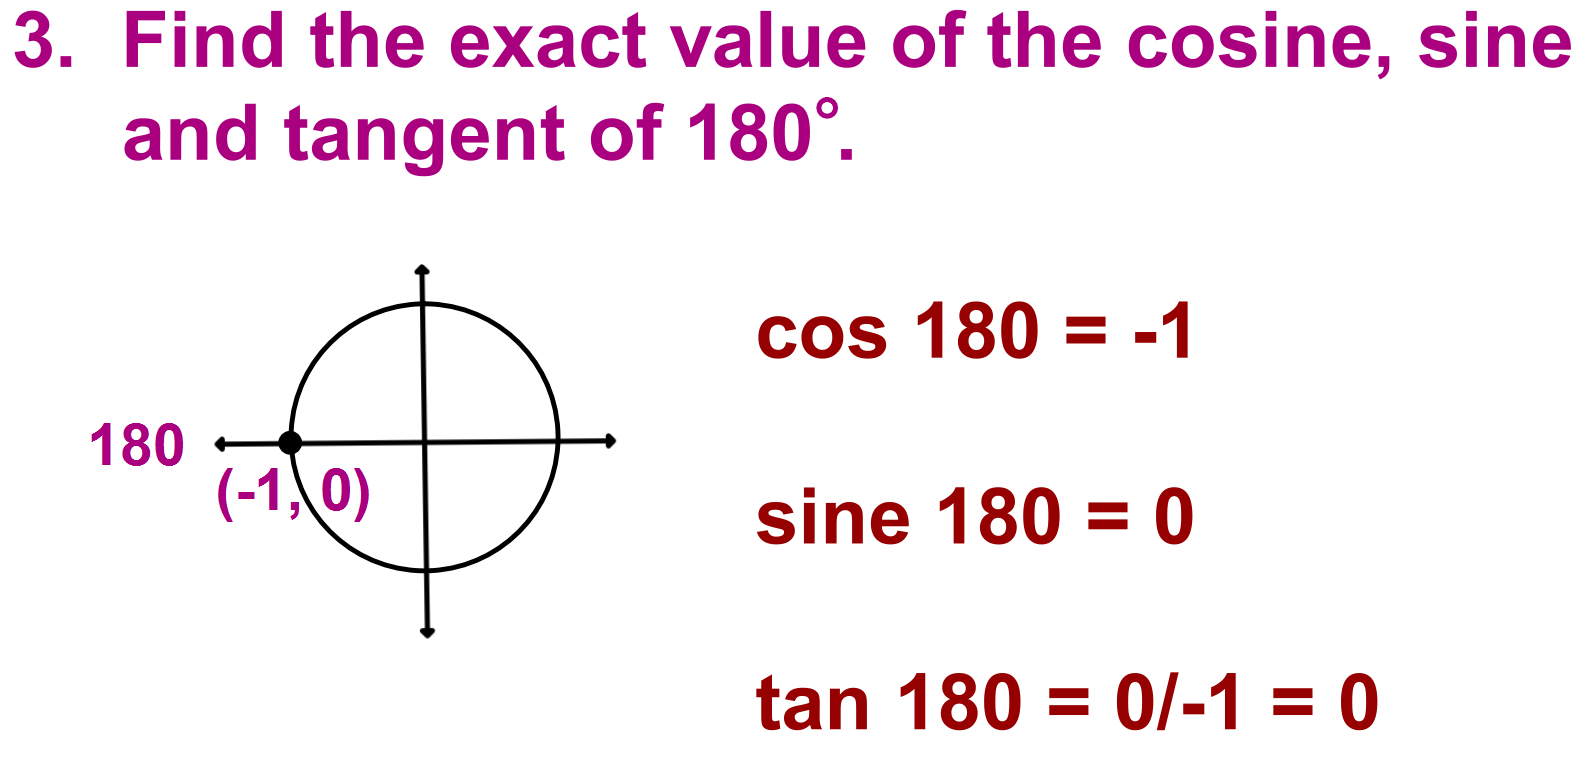 3. Find the exact value of the cosine, sine
and tangent of 180°.
cos 180 = -1
180
(-1, 0)
sine 180 = 0
tan 180 = 0/-1 = 0